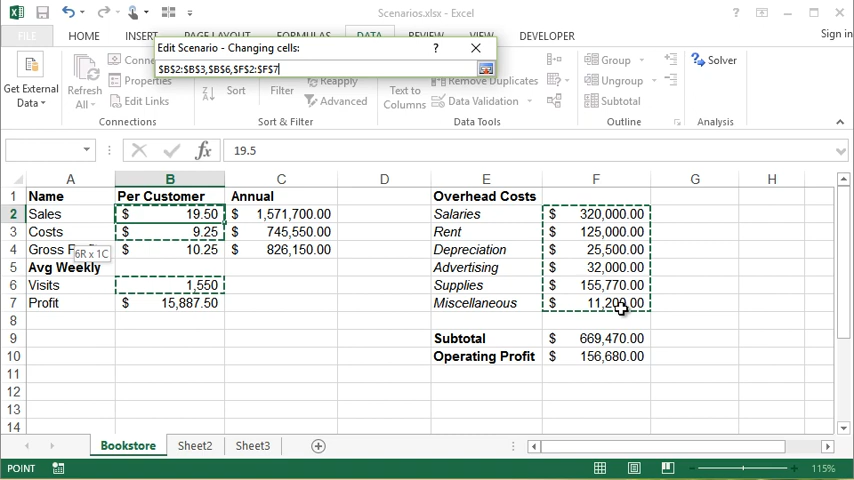 Scenarios.xlsx - Excel
Sign in
FILE HOME INSERT PAGE LAYOUT FORMULAS DATA REVIEW VIEW DEVELOPER
Edit Scenario - Changing cells:
$B$2:$B$3,$B$6,$F$2:$F$7
Get External
Data
Refresh
All
Properties
Edit Links
Connections
Sort
Filter
Reapply
Advanced
Sort & Filter
Text to
Columns
Remove Duplicates
Data Validation
Data Tools
Group
Ungroup
Subtotal
Outline
Solver
Analysis
fx 19.5
A B C D E F G H
1 Name Per Customer Annual Overhead Costs
2 Sales $ 19.50 $ 1,571,700.00 Salaries $ 320,000.00
3 Costs $ 9.25 $ 745,550.00 Rent $ 125,000.00
4 Gross $ 10.25 $ 826,150.00 Depreciation $ 25,500.00
6R x 1C
5 Avg Weekly Advertising $ 32,000.00
6 Visits 1,550 Supplies $ 155,770.00
7 Profit $ 15,887.50 Miscellaneous $ 11,200.00
8
9 Subtotal $ 669,470.00
10 Operating Profit $ 156,680.00
11
12
13
14
Bookstore Sheet2 Sheet3
POINT
115%